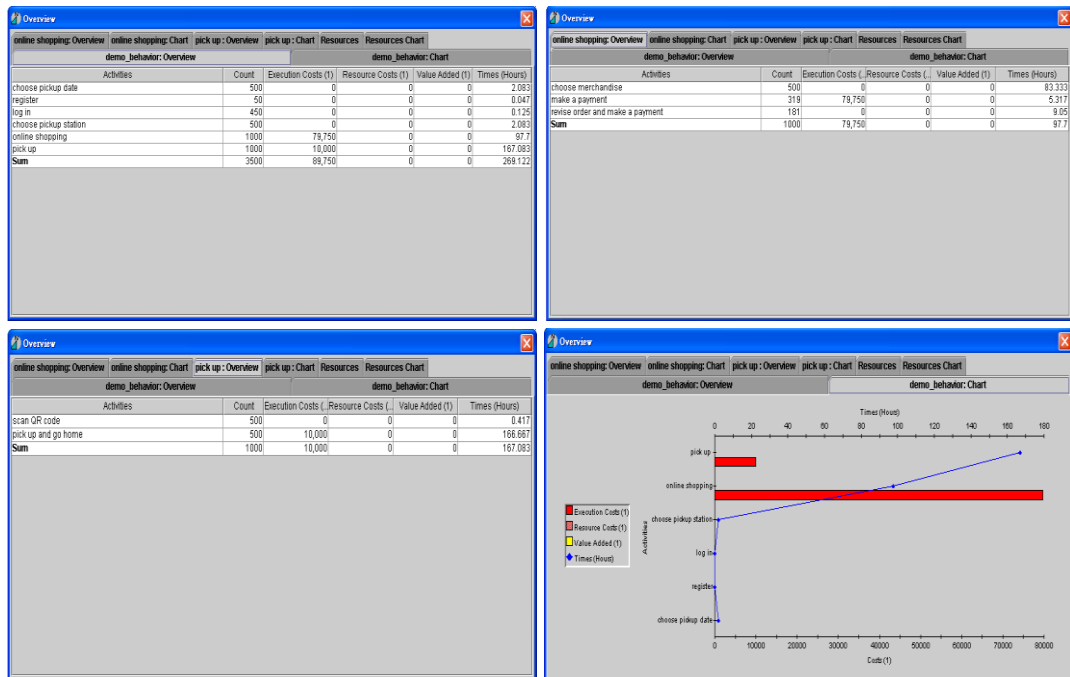 Overview
online shopping: Overview online shopping: Chart pick up : Overview pick up : Chart Resources Resources Chart
demo_behavior: Overview demo_behavior: Chart
Activities Count Execution Costs (1) Resource Costs (1) Value Added (1) Times (Hours)
choose pickup date 500 0 0 0 2.083
register 50 0 0 0 0.047
log in 450 0 0 0 0.125
choose pickup station 500 0 0 0 2.083
online shopping 1000 79,750 0 0 97.7
pick up 1000 10,000 0 0 167.083
Sum 3500 89,750 0 0 269.122
Overview
online shopping: Overview online shopping: Chart pick up : Overview pick up : Chart Resources Resources Chart
demo_behavior: Overview demo_behavior: Chart
Activities Count Execution Costs (... Resource Costs (... Value Added (1) Times (Hours)
choose merchandise 500 0 0 0 83.333
make a payment 319 79,750 0 0 5.317
revise order and make a payment 181 0 0 0 9.05
Sum 1000 79,750 0 0 97.7
Overview
online shopping: Overview online shopping: Chart pick up : Overview pick up : Chart Resources Resources Chart
demo_behavior: Overview demo_behavior: Chart
Activities Count Execution Costs (... Resource Costs (... Value Added (1) Times (Hours)
scan QR code 500 0 0 0 0.417
pick up and go home 500 10,000 0 0 166.667
Sum 1000 10,000 0 0 167.083
Overview
online shopping: Overview online shopping: Chart pick up : Overview pick up : Chart Resources Resources Chart
demo_behavior: Overview demo_behavior: Chart
Times (Hours)
0 20 40 60 80 100 120 140 160 180
pick up
online shopping
choose pickup station
log in
register
choose pickup date
Activities
Execution Costs (1)
Resource Costs (1)
Value Added (1)
Times (Hours)
0 10000 20000 30000 40000 50000 60000 70000 80000
Costs (1)